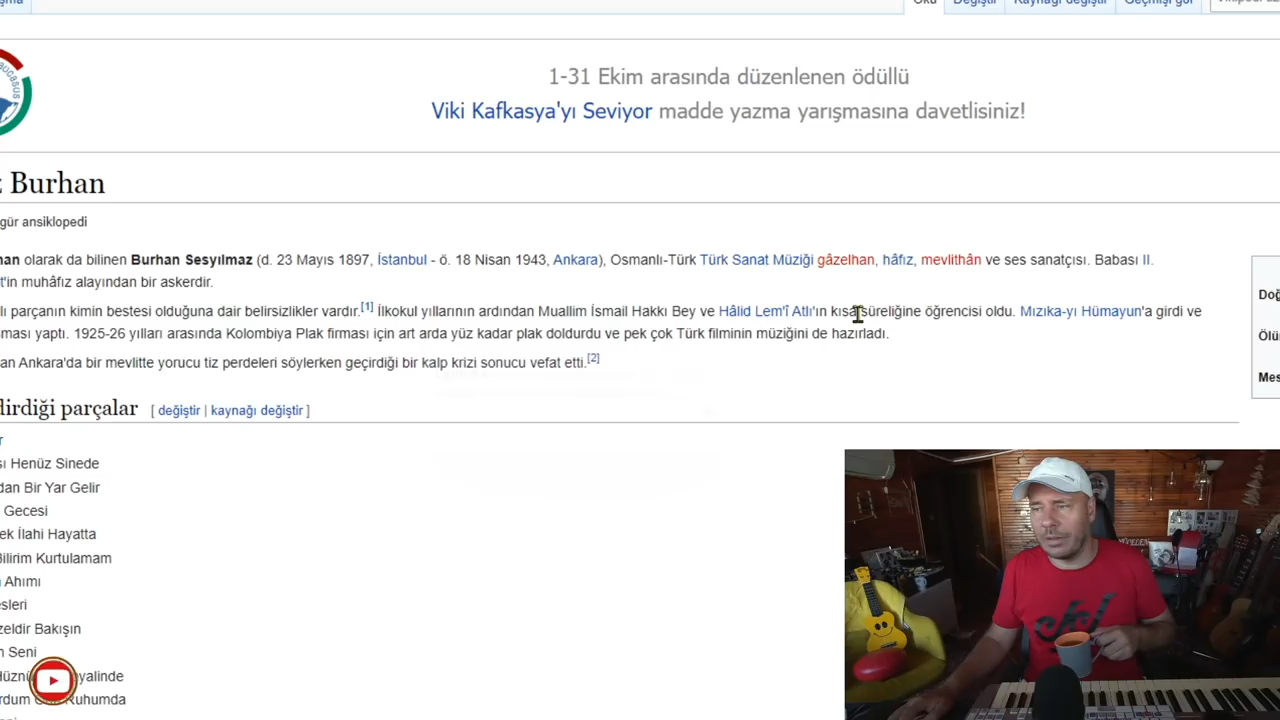 Oku Değiştir Kaynağı değiştir Geçmişi gör
1-31 Ekim arasında düzenlenen ödüllü
Viki Kafkasya'yı Seviyor madde yazma yarışmasına davetlisiniz!
Burhan
gür ansiklopedi
olarak da bilinen Burhan Sesyılmaz (d. 23 Mayıs 1897, İstanbul - ö. 18 Nisan 1943, Ankara), Osmanlı-Türk Türk Sanat Müziği gâzelhan, hâfız, mevlithân ve ses sanatçısı. Babası II.
t'in muhâfız alayından bir askerdir.
lı parçanın kimin bestesi olduğuna dair belirsizlikler vardır.[1] İlkokul yıllarının ardından Muallim İsmail Hakkı Bey ve Hâlid Lem'î Atlı'ın kısa süreliğine öğrencisi oldu. Mızıka-yı Hümayun'a girdi ve
ması yaptı. 1925-26 yılları arasında Kolombiya Plak firması için art arda yüz kadar plak doldurdu ve pek çok Türk filminin müziğini de hazırladı.
an Ankara'da bir mevlitte yorucu tiz perdeleri söylerken geçirdiği bir kalp krizi sonucu vefat etti.[2]
dirdiği parçalar [ değiştir | kaynağı değiştir ]
Doğ
Ölü
Mes
r
sı Henüz Sinede
dan Bir Yar Gelir
Gecesi
ek İlahi Hayatta
Bilirim Kurtulamam
Ahımı
esleri
zeldir Bakışın
n Seni
Hüznü yalinde
rdum Ruhumda